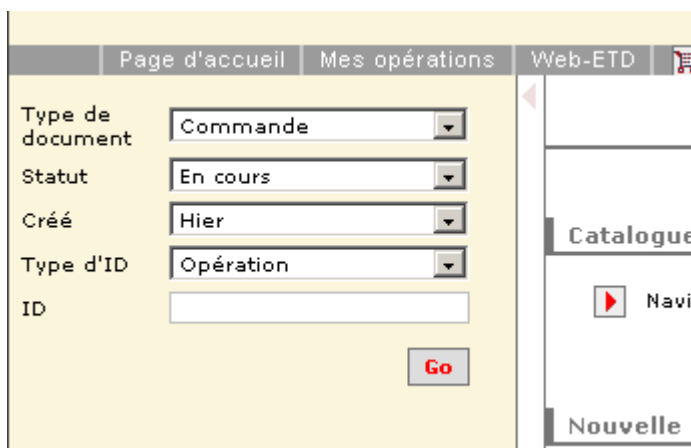 Page d'accueil Mes opérations Web-ETD
Type de
document
Commande
Statut En cours
Créé Hier
Type d'ID Opération
ID
Go
Catalogue
Navi
Nouvelle